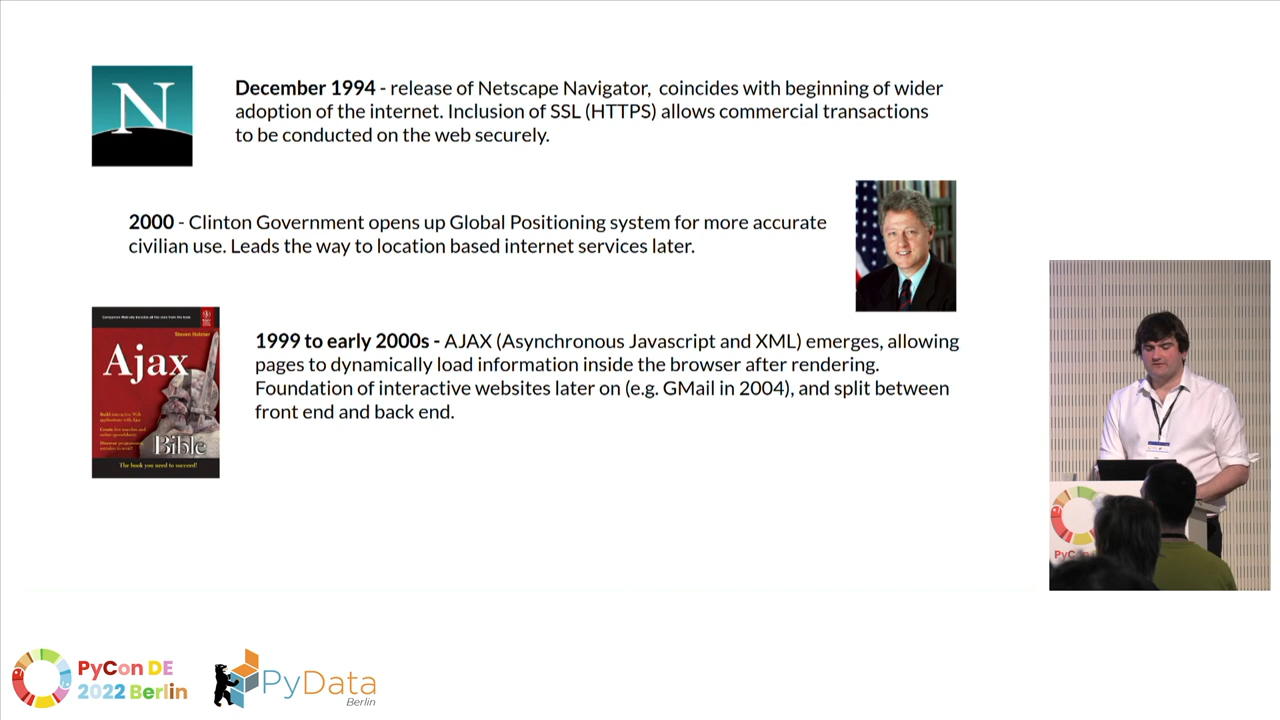 N
December 1994 - release of Netscape Navigator, coincides with beginning of wider
adoption of the internet. Inclusion of SSL (HTTPS) allows commercial transactions
to be conducted on the web securely.
2000 - Clinton Government opens up Global Positioning system for more accurate
civilian use. Leads the way to location based internet services later.
Steven Holzner
Ajax
Bible
The book you need to succeed!
1999 to early 2000s - AJAX (Asynchronous Javascript and XML) emerges, allowing
pages to dynamically load information inside the browser after rendering.
Foundation of interactive websites later on (e.g. GMail in 2004), and split between
front end and back end.
PyCon DE
2022 Berlin
PyData
Berlin